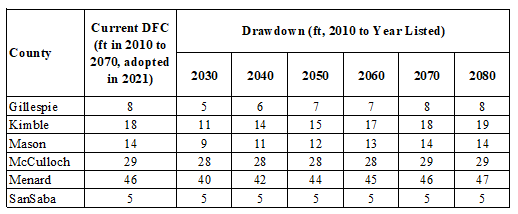 County
Current DFC
(ft in 2010 to
2070, adopted
in 2021)
Drawdown (ft, 2010 to Year Listed)
2030 2040 2050 2060 2070 2080
Gillespie 8 5 6 7 7 8 8
Kimble 18 11 14 15 17 18 19
Mason 14 9 11 12 13 14 14
McCulloch 29 28 28 28 28 29 29
Menard 46 40 42 44 45 46 47
SanSaba 5 5 5 5 5 5 5